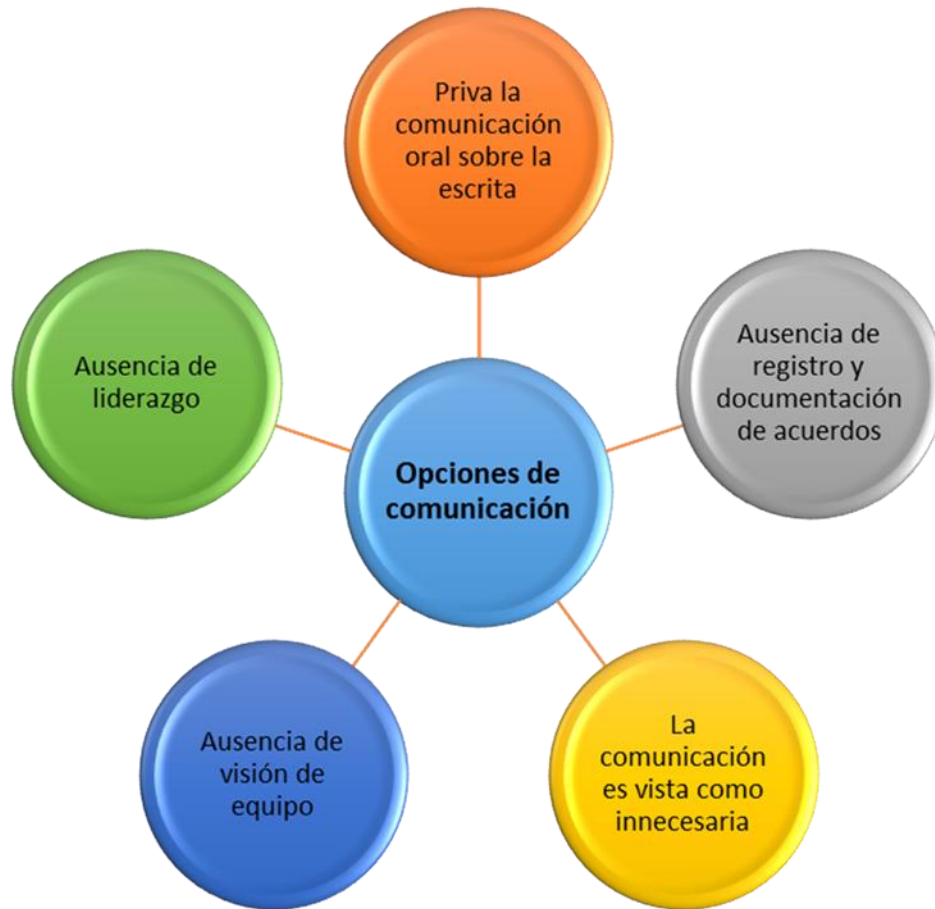 Priva la
comunicación
oral sobre la
escrita
Ausencia de
liderazgo
Ausencia de
registro y
documentación
de acuerdos
Opciones de
comunicación
Ausencia de
visión de
equipo
La
comunicación
es vista como
innecesaria